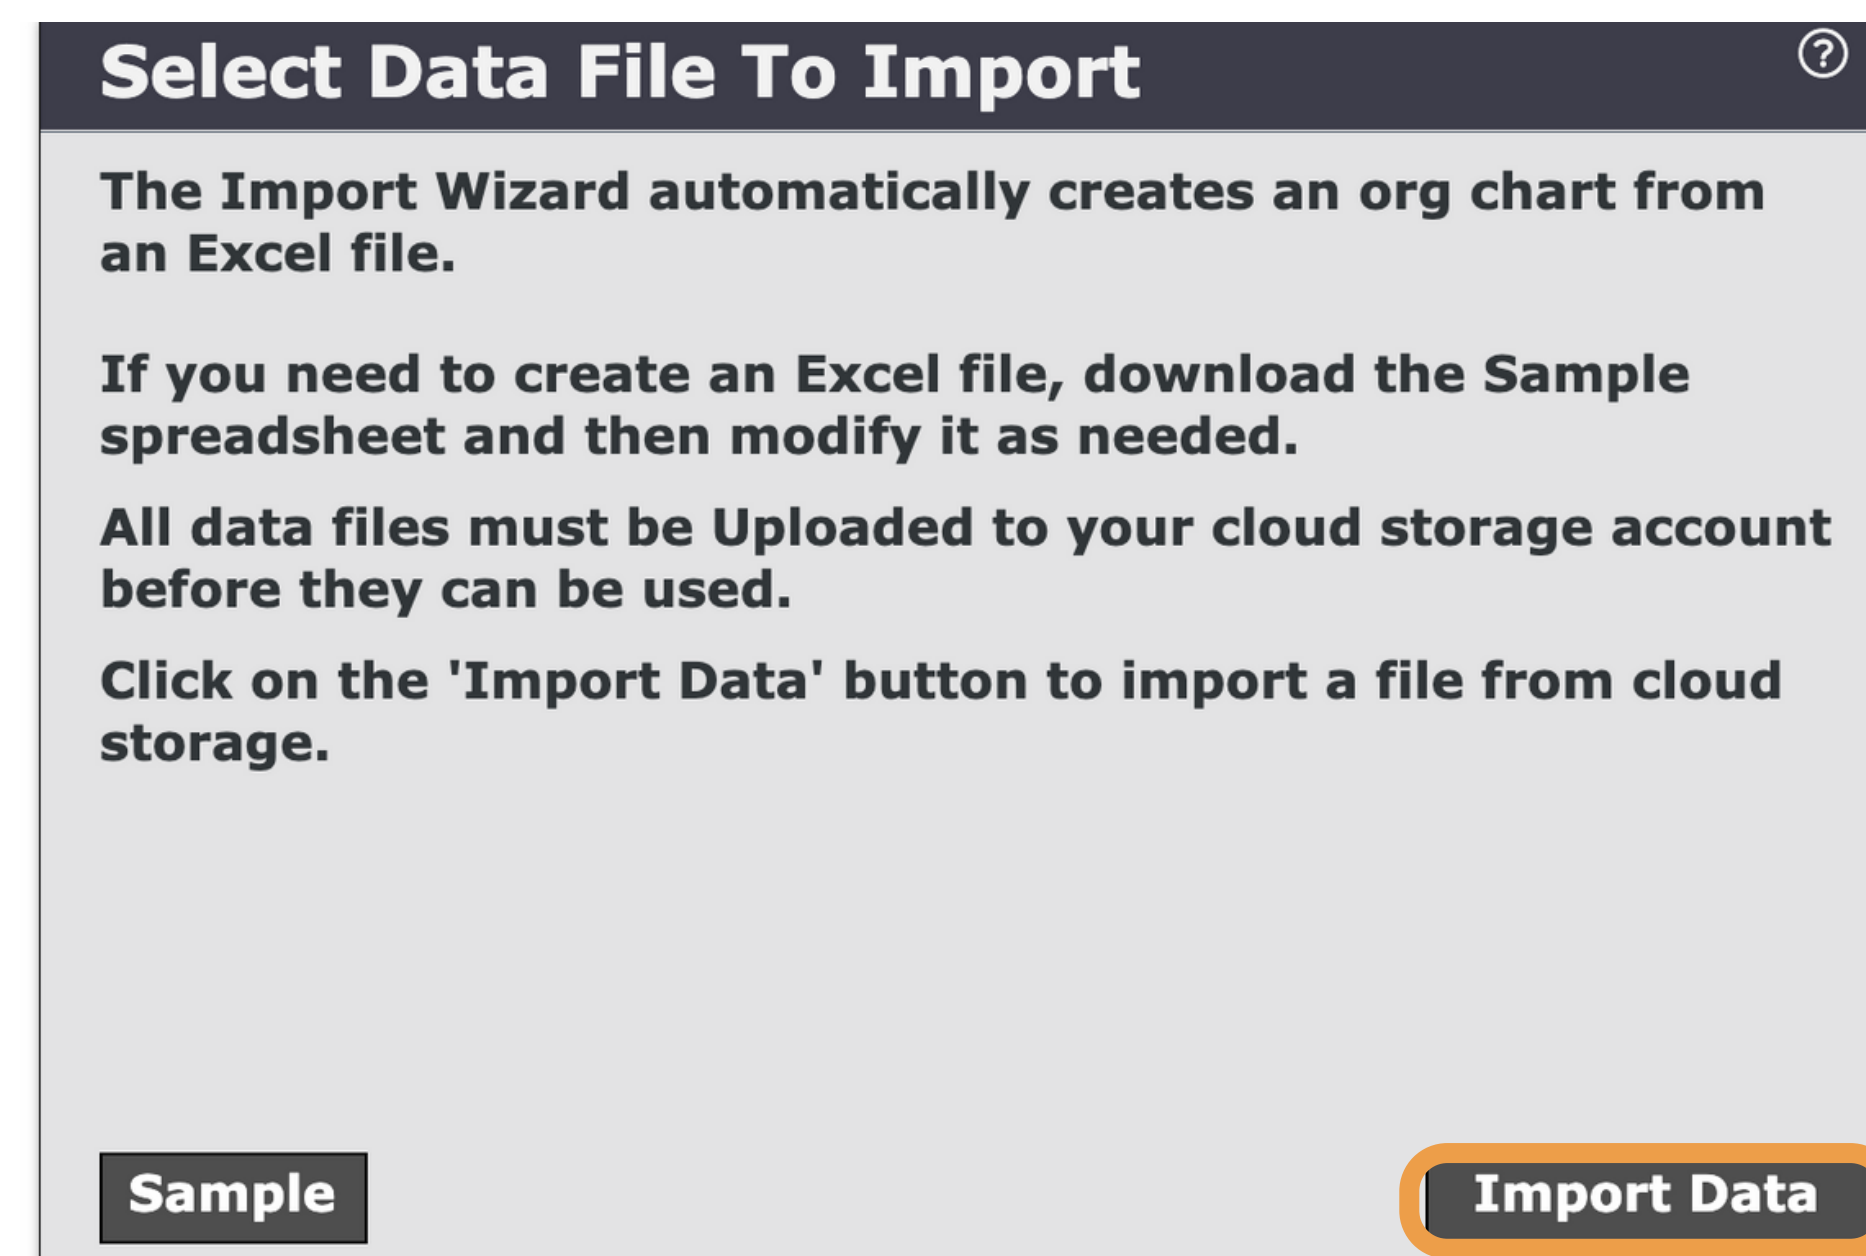 Select Data File To Import
?
The Import Wizard automatically creates an org chart from
an Excel file.
If you need to create an Excel file, download the Sample
spreadsheet and then modify it as needed.
All data files must be Uploaded to your cloud storage account
before they can be used.
Click on the 'Import Data' button to import a file from cloud
storage.
Sample
Import Data